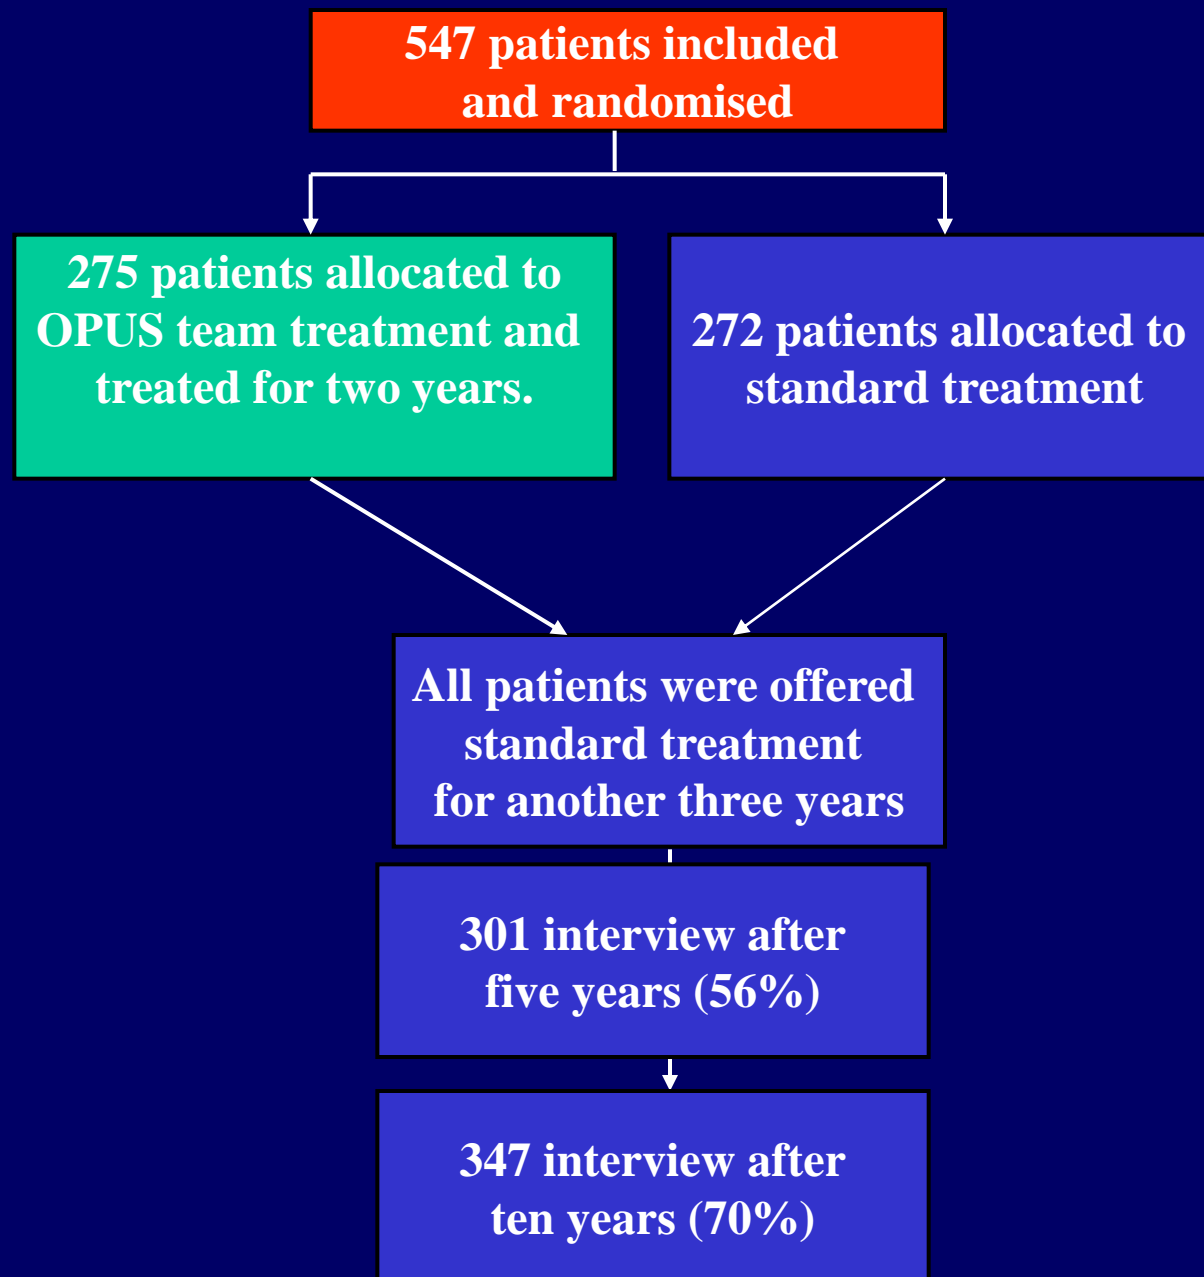 547 patients included
and randomised
275 patients allocated to
OPUS team treatment and
treated for two years.
272 patients allocated to
standard treatment
All patients were offered
standard treatment
for another three years
301 interview after
five years (56%)
347 interview after
ten years (70%)